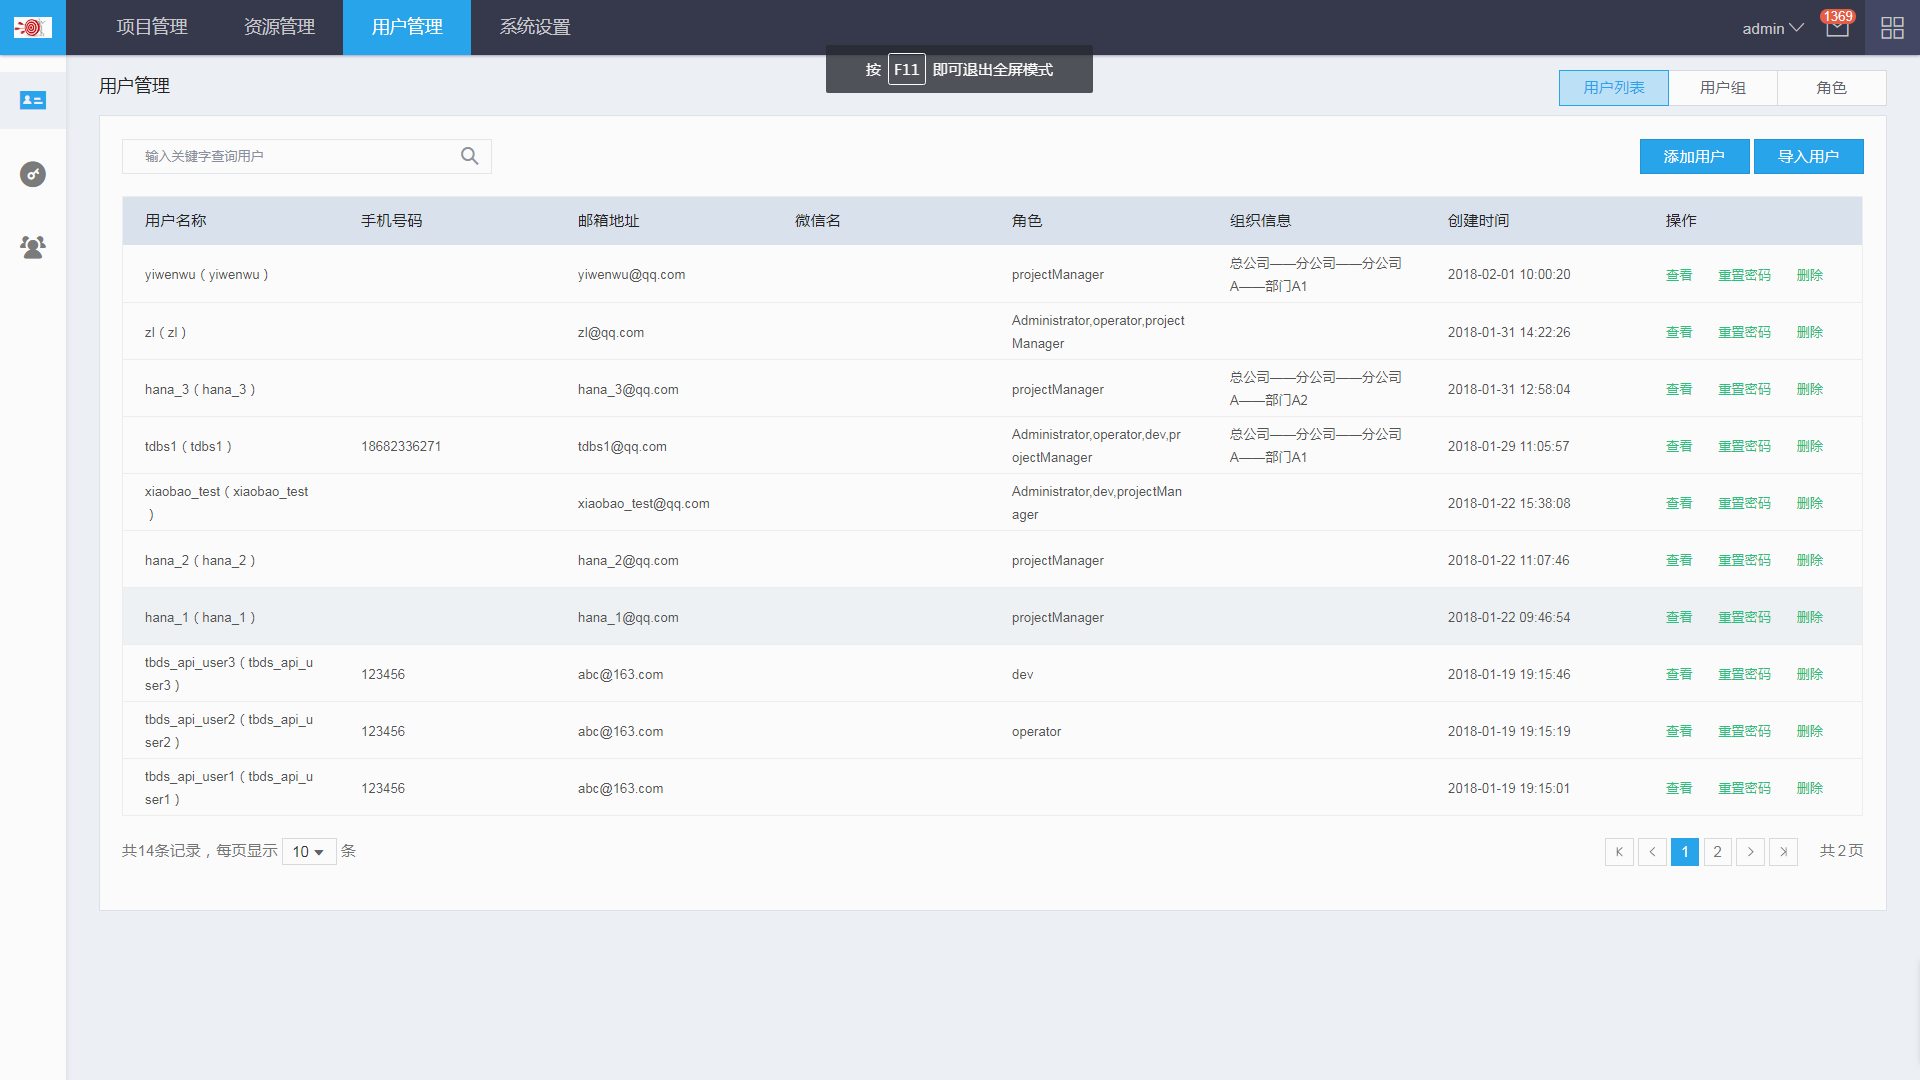 项目管理 资源管理 用户管理 系统设置 admin 1369
按 F11 即可退出全屏模式
用户管理 用户列表 用户组 角色
输入关键字查询用户 添加用户 导入用户
用户名称 手机号码 邮箱地址 微信名 角色 组织信息 创建时间 操作
yiwenwu ( yiwenwu ) yiwenwu@qq.com projectManager 总公司——分公司——分公司 2018-02-01 10:00:20 查看 重置密码 删除
A——部门A1
zl ( zl ) zl@qq.com Administrator,operator,project 2018-01-31 14:22:26 查看 重置密码 删除
Manager
hana_3 ( hana_3 ) hana_3@qq.com projectManager 总公司——分公司——分公司 2018-01-31 12:58:04 查看 重置密码 删除
A——部门A2
tdbs1 ( tdbs1 ) 18682336271 tdbs1@qq.com Administrator,operator,dev,pr 总公司——分公司——分公司 2018-01-29 11:05:57 查看 重置密码 删除
ojectManager A——部门A1
xiaobao_test ( xiaobao_test xiaobao_test@qq.com Administrator,dev,projectMan 2018-01-22 15:38:08 查看 重置密码 删除
) ager
hana_2 ( hana_2 ) hana_2@qq.com projectManager 2018-01-22 11:07:46 查看 重置密码 删除
hana_1 ( hana_1 ) hana_1@qq.com projectManager 2018-01-22 09:46:54 查看 重置密码 删除
tbds_api_user3 ( tbds_api_u 123456 abc@163.com dev 2018-01-19 19:15:46 查看 重置密码 删除
ser3 )
tbds_api_user2 ( tbds_api_u 123456 abc@163.com operator 2018-01-19 19:15:19 查看 重置密码 删除
ser2 )
tbds_api_user1 ( tbds_api_u 123456 abc@163.com 2018-01-19 19:15:01 查看 重置密码 删除
ser1 )
共14条记录，每页显示 10 条 1 2 共2页